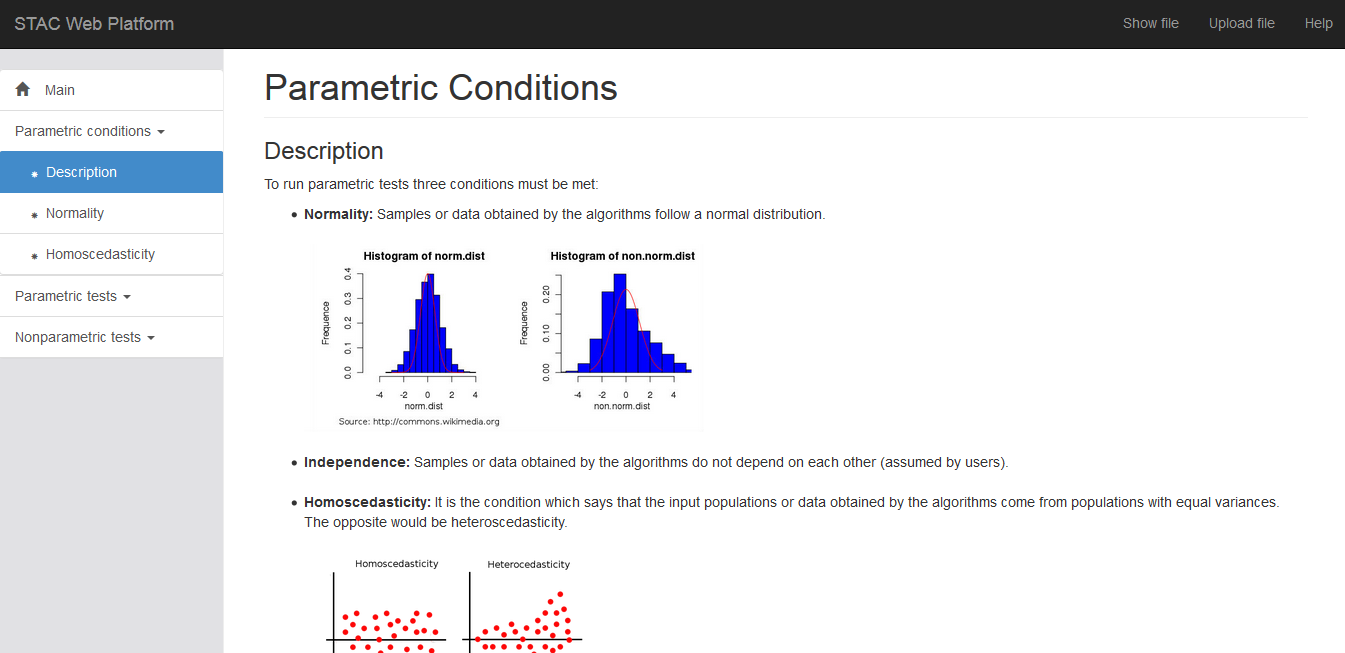 STAC Web Platform
Show file
Upload file
Help
Main
Parametric conditions
Description
Normality
Homoscedasticity
Parametric tests
Nonparametric tests
Parametric Conditions
Description
To run parametric tests three conditions must be met:
Normality: Samples or data obtained by the algorithms follow a normal distribution.
Histogram of norm.dist
Frequence
0.4
0.3
0.2
0.1
0.0
-4 -2 0 2 4
norm.dist
Source: http://commons.wikimedia.org
Histogram of non.norm.dist
Frequence
0.20
0.10
0.00
-4 -2 0 2 4
non.norm.dist
Independence: Samples or data obtained by the algorithms do not depend on each other (assumed by users).
Homoscedasticity: It is the condition which says that the input populations or data obtained by the algorithms come from populations with equal variances.
The opposite would be heteroscedasticity.
Homoscedasticity
Heterocedasticity